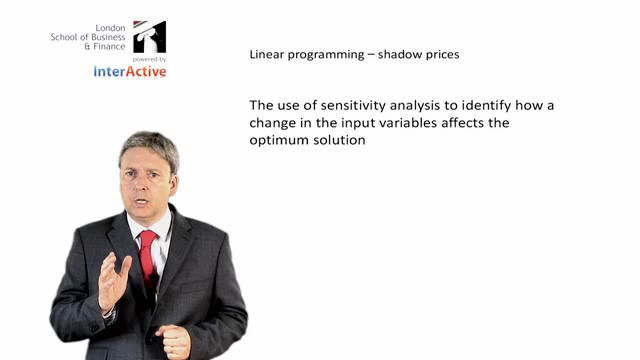 London
School of Business
& Finance
powered by
InterActive
Linear programming – shadow prices
The use of sensitivity analysis to identify how a
change in the input variables affects the
optimum solution